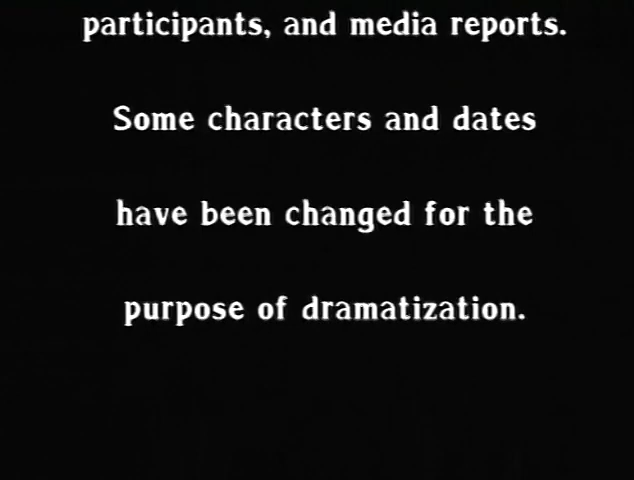 participants, and media reports.
Some characters and dates
have been changed for the
purpose of dramatization.